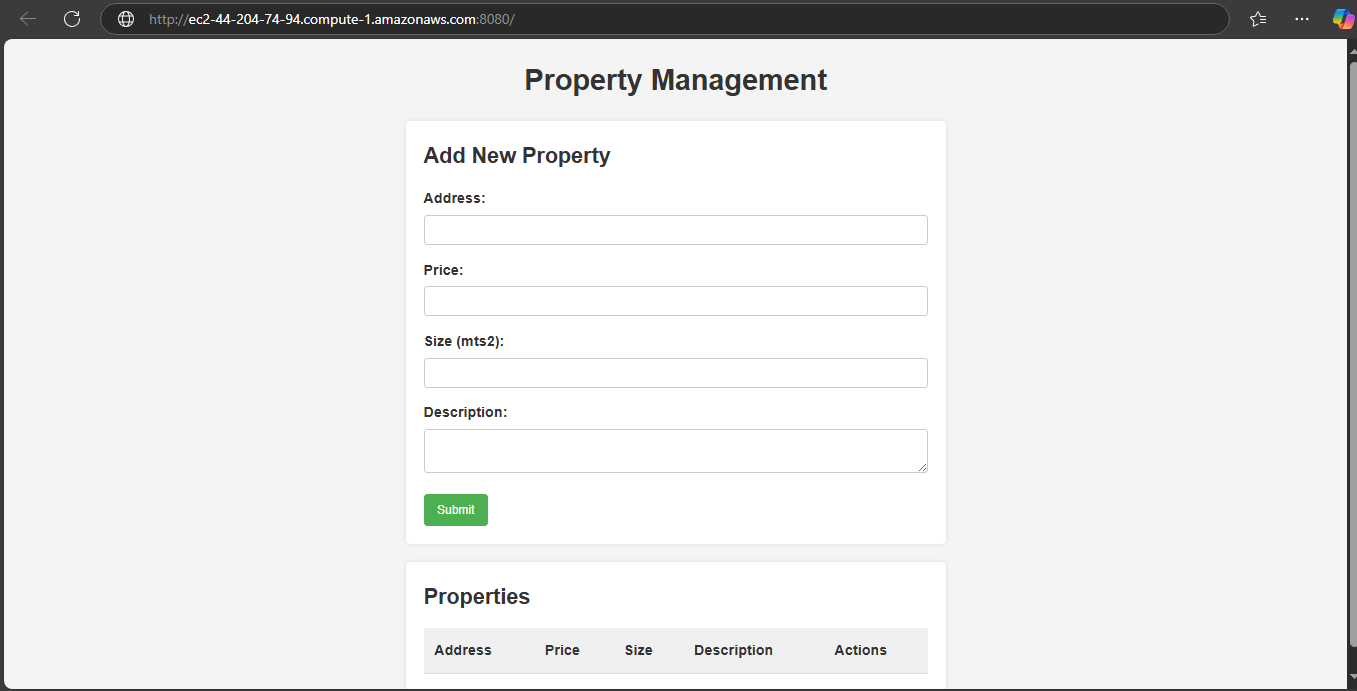 http://ec2-44-204-74-94.compute-1.amazonaws.com:8080/
Property Management
Add New Property
Address:
Price:
Size (mts2):
Description:
Submit
Properties
Address Price Size Description Actions